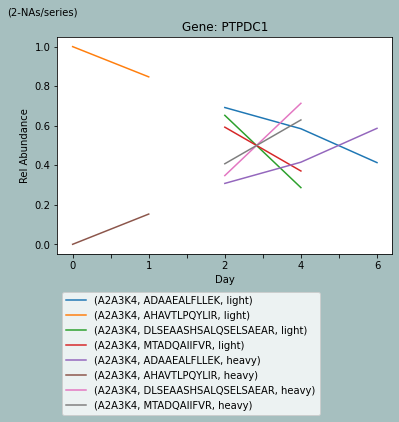 (2-NAs/series)
Gene: PTPDC1
Rel Abundance
1.0
0.8
0.6
0.4
0.2
0.0
0 1 2 4 6
Day
(A2A3K4, ADAAEALFLLEK, light)
(A2A3K4, AHAVTLPQYLIR, light)
(A2A3K4, DLSEAASHSALQSELSAEAR, light)
(A2A3K4, MTADQAIIFVR, light)
(A2A3K4, ADAAEALFLLEK, heavy)
(A2A3K4, AHAVTLPQYLIR, heavy)
(A2A3K4, DLSEAASHSALQSELSAEAR, heavy)
(A2A3K4, MTADQAIIFVR, heavy)